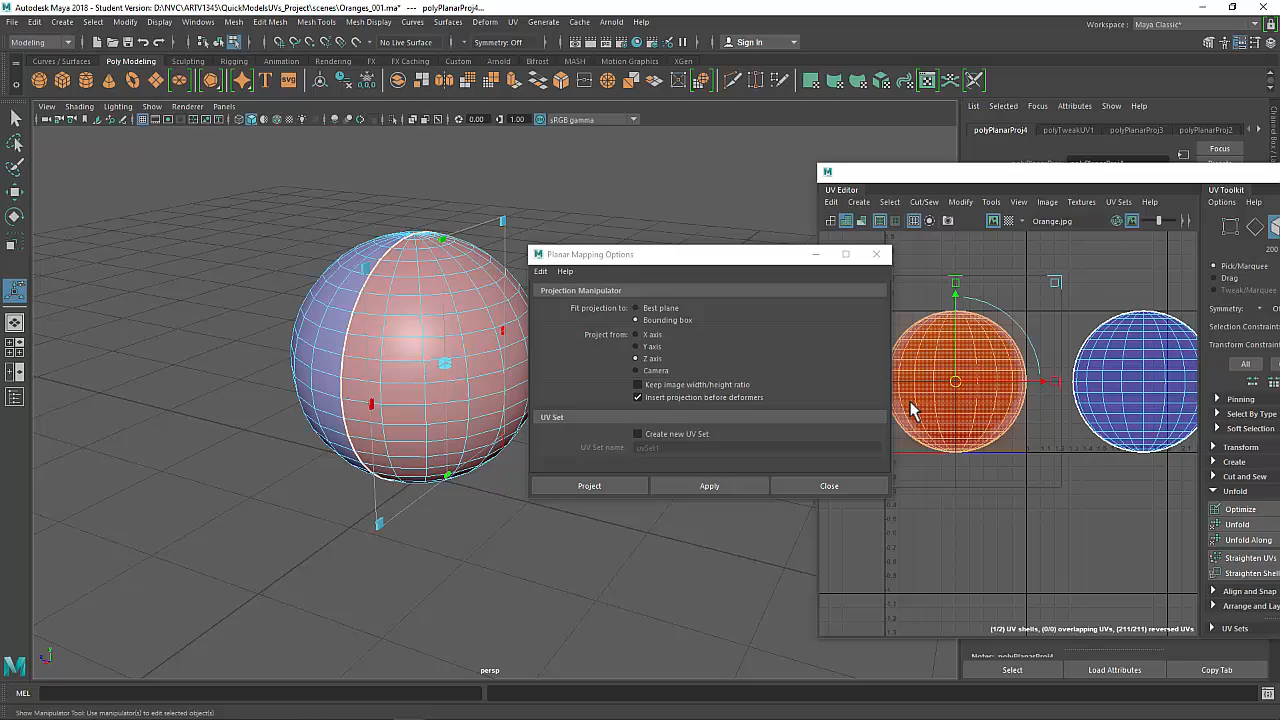 Autodesk Maya 2018 - Student Version: D:\NVC\ARTV1345\QuickModelsUVs_Project\scenes\Oranges_001.ma* --- polyPlanarProj4...
File Edit Create Select Modify Display Windows Mesh Edit Mesh Mesh Tools Mesh Display Curves Surfaces Deform UV Generate Cache Arnold Help
Workspace : Maya Classic*
Modeling No Live Surface Symmetry: Off Sign In
Curves / Surfaces Poly Modeling Sculpting Rigging Animation Rendering FX FX Caching Custom Arnold Bifrost MASH Motion Graphics XGen
View Shading Lighting Show Renderer Panels
0.00 1.00 sRGB gamma
List Selected Focus Attributes Show Help
polyPlanarProj4 polyTweakUV1 polyPlanarProj3 polyPlanarProj2
Focus
UV Editor
Edit Create Select Cut/Sew Modify Tools View Image Textures UV Sets Help
Orange.jpg
UV Toolkit
Options Help
200
Pick/Marquee
Drag
Tweak/Marquee
Symmetry:
Selection Constrai
Transform Constrai
All
Pinning
Select By Type
Soft Selection
Transform
Create
Cut and Sew
Unfold
Optimize
Unfold
Unfold Along
Straighten UVs
Straighten Shell
Align and Snap
Arrange and Lay
UV Sets
Planar Mapping Options
Edit Help
Projection Manipulator
Fit projection to: Best plane
Bounding box
Project from: X axis
Y axis
Z axis
Camera
Keep image width/height ratio
Insert projection before deformers
UV Set
Create new UV Set
UV Set name: uvSet1
Project Apply Close
(1/2) UV shells, (0/0) overlapping UVs, (211/211) reversed UVs
persp
Notes: polyPlanarProj4
Select Load Attributes Copy Tab
MEL
Show Manipulator Tool: Use manipulator(s) to edit selected object(s)